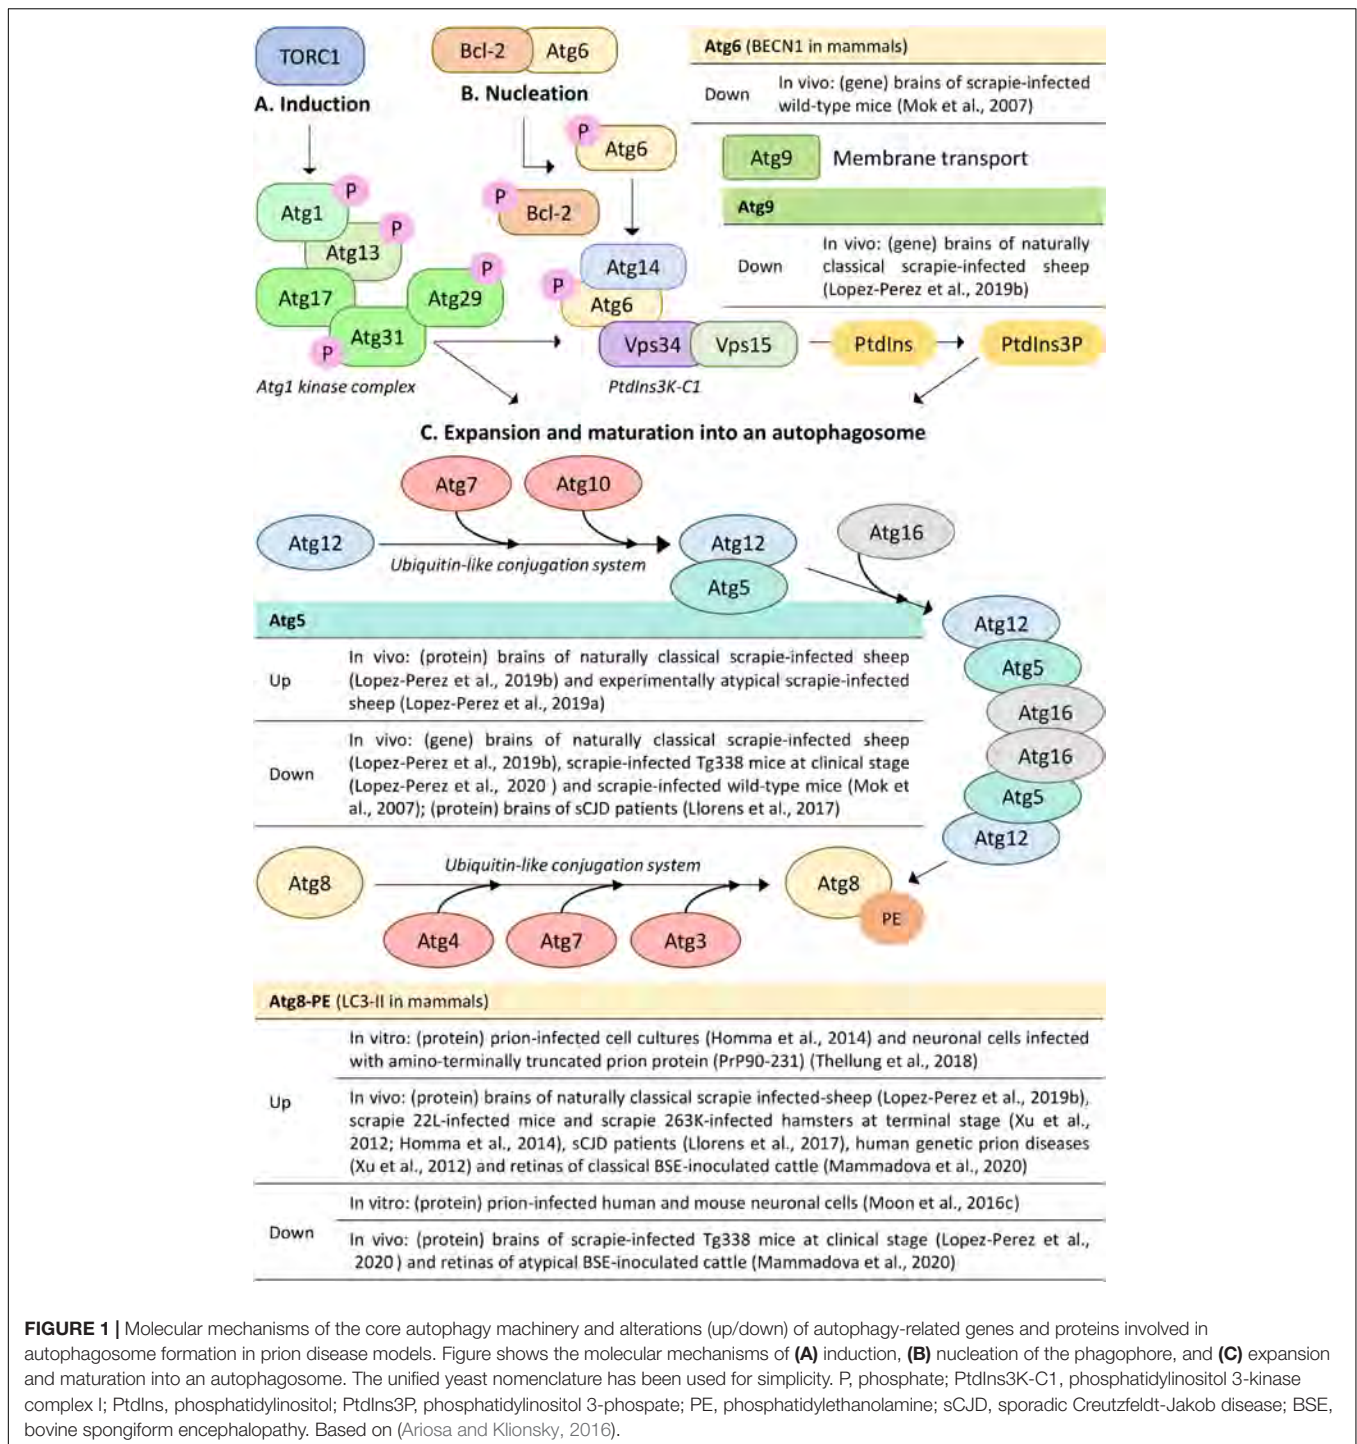 TORC1
A. Induction
Bcl-2
Atg6
B. Nucleation
P
Atg6
P
Bcl-2
Atg1
P
Atg13
P
Atg17
Atg29
P
Atg31
P
Atg1 kinase complex
Atg14
P
Atg6
Vps34
Vps15
PtdIns3K-C1
PtdIns
PtdIns3P
Atg6 (BECN1 in mammals)
Down
In vivo: (gene) brains of scrapie-infected
wild-type mice (Mok et al., 2007)
Atg9
Membrane transport
Atg9
Down
In vivo: (gene) brains of naturally
classical scrapie-infected sheep
(Lopez-Perez et al., 2019b)
C. Expansion and maturation into an autophagosome
Atg7
Atg10
Atg12
Ubiquitin-like conjugation system
Atg12
Atg5
Atg16
Atg12
Atg5
Atg16
Atg16
Atg5
Atg12
Atg5
Up
In vivo: (protein) brains of naturally classical scrapie-infected sheep
(Lopez-Perez et al., 2019b) and experimentally atypical scrapie-infected
sheep (Lopez-Perez et al., 2019a)
Down
In vivo: (gene) brains of naturally classical scrapie-infected sheep
(Lopez-Perez et al., 2019b), scrapie-infected Tg338 mice at clinical stage
(Lopez-Perez et al., 2020 ) and scrapie-infected wild-type mice (Mok et
al., 2007); (protein) brains of sCJD patients (Llorens et al., 2017)
Atg8
Ubiquitin-like conjugation system
Atg4
Atg7
Atg3
Atg8
PE
Atg8-PE (LC3-II in mammals)
Up
In vitro: (protein) prion-infected cell cultures (Homma et al., 2014) and neuronal cells infected
with amino-terminally truncated prion protein (PrP90-231) (Thellung et al., 2018)
In vivo: (protein) brains of naturally classical scrapie infected-sheep (Lopez-Perez et al., 2019b),
scrapie 22L-infected mice and scrapie 263K-infected hamsters at terminal stage (Xu et al.,
2012; Homma et al., 2014), sCJD patients (Llorens et al., 2017), human genetic prion diseases
(Xu et al., 2012) and retinas of classical BSE-inoculated cattle (Mammadova et al., 2020)
Down
In vitro: (protein) prion-infected human and mouse neuronal cells (Moon et al., 2016c)
In vivo: (protein) brains of scrapie-infected Tg338 mice at clinical stage (Lopez-Perez et al.,
2020 ) and retinas of atypical BSE-inoculated cattle (Mammadova et al., 2020)
FIGURE 1 | Molecular mechanisms of the core autophagy machinery and alterations (up/down) of autophagy-related genes and proteins involved in
autophagosome formation in prion disease models. Figure shows the molecular mechanisms of (A) induction, (B) nucleation of the phagophore, and (C) expansion
and maturation into an autophagosome. The unified yeast nomenclature has been used for simplicity. P, phosphate; PtdIns3K-C1, phosphatidylinositol 3-kinase
complex I; PtdIns, phosphatidylinositol; PtdIns3P, phosphatidylinositol 3-phospate; PE, phosphatidylethanolamine; sCJD, sporadic Creutzfeldt-Jakob disease; BSE,
bovine spongiform encephalopathy. Based on (Ariosa and Klionsky, 2016).